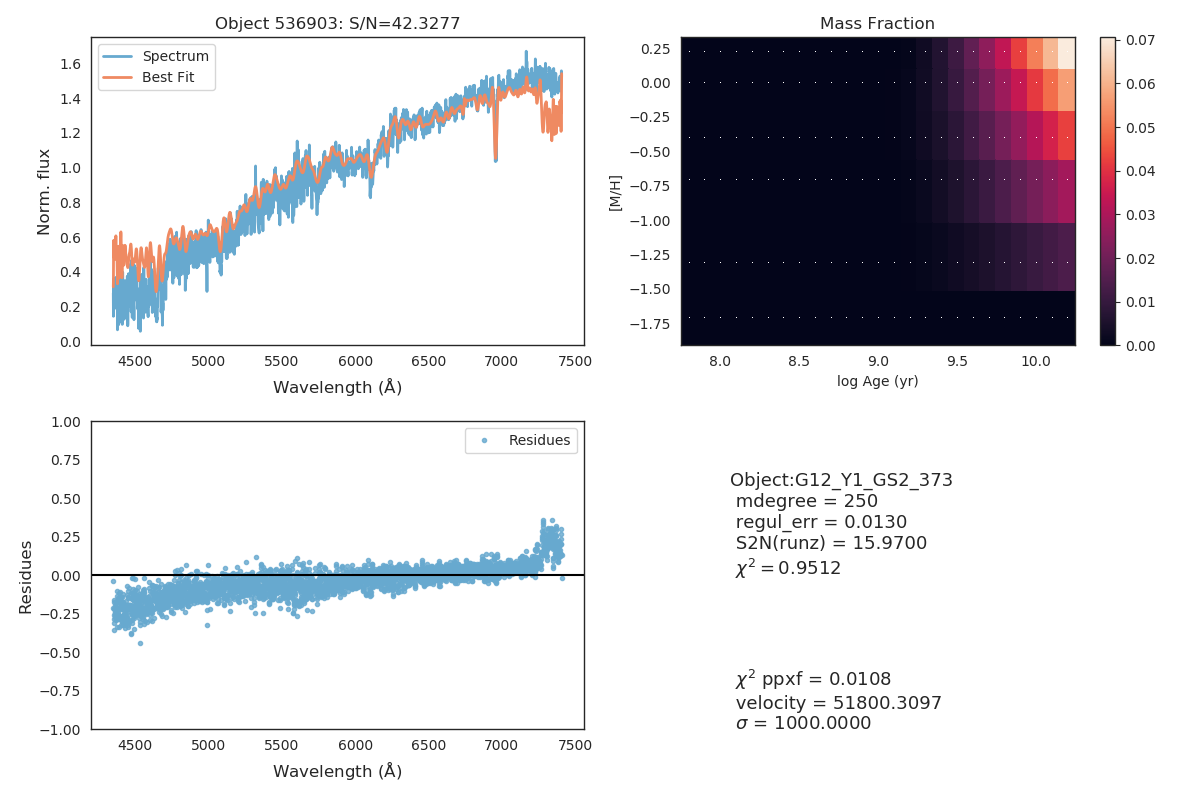 Object 536903: S/N=42.3277
Spectrum
Best Fit
Norm. flux
1.6
1.4
1.2
1.0
0.8
0.6
0.4
0.2
0.0
4500 5000 5500 6000 6500 7000 7500
Wavelength (Å)
Mass Fraction
[M/H]
0.25
0.00
−0.25
−0.50
−0.75
−1.00
−1.25
−1.50
−1.75
8.0 8.5 9.0 9.5 10.0
log Age (yr)
0.07
0.06
0.05
0.04
0.03
0.02
0.01
0.00
Residues
Residues
1.00
0.75
0.50
0.25
0.00
−0.25
−0.50
−0.75
−1.00
4500 5000 5500 6000 6500 7000 7500
Wavelength (Å)
Object:G12_Y1_GS2_373
mdegree = 250
regul_err = 0.0130
S2N(runz) = 15.9700
χ² = 0.9512
χ² ppxf = 0.0108
velocity = 51800.3097
σ = 1000.0000